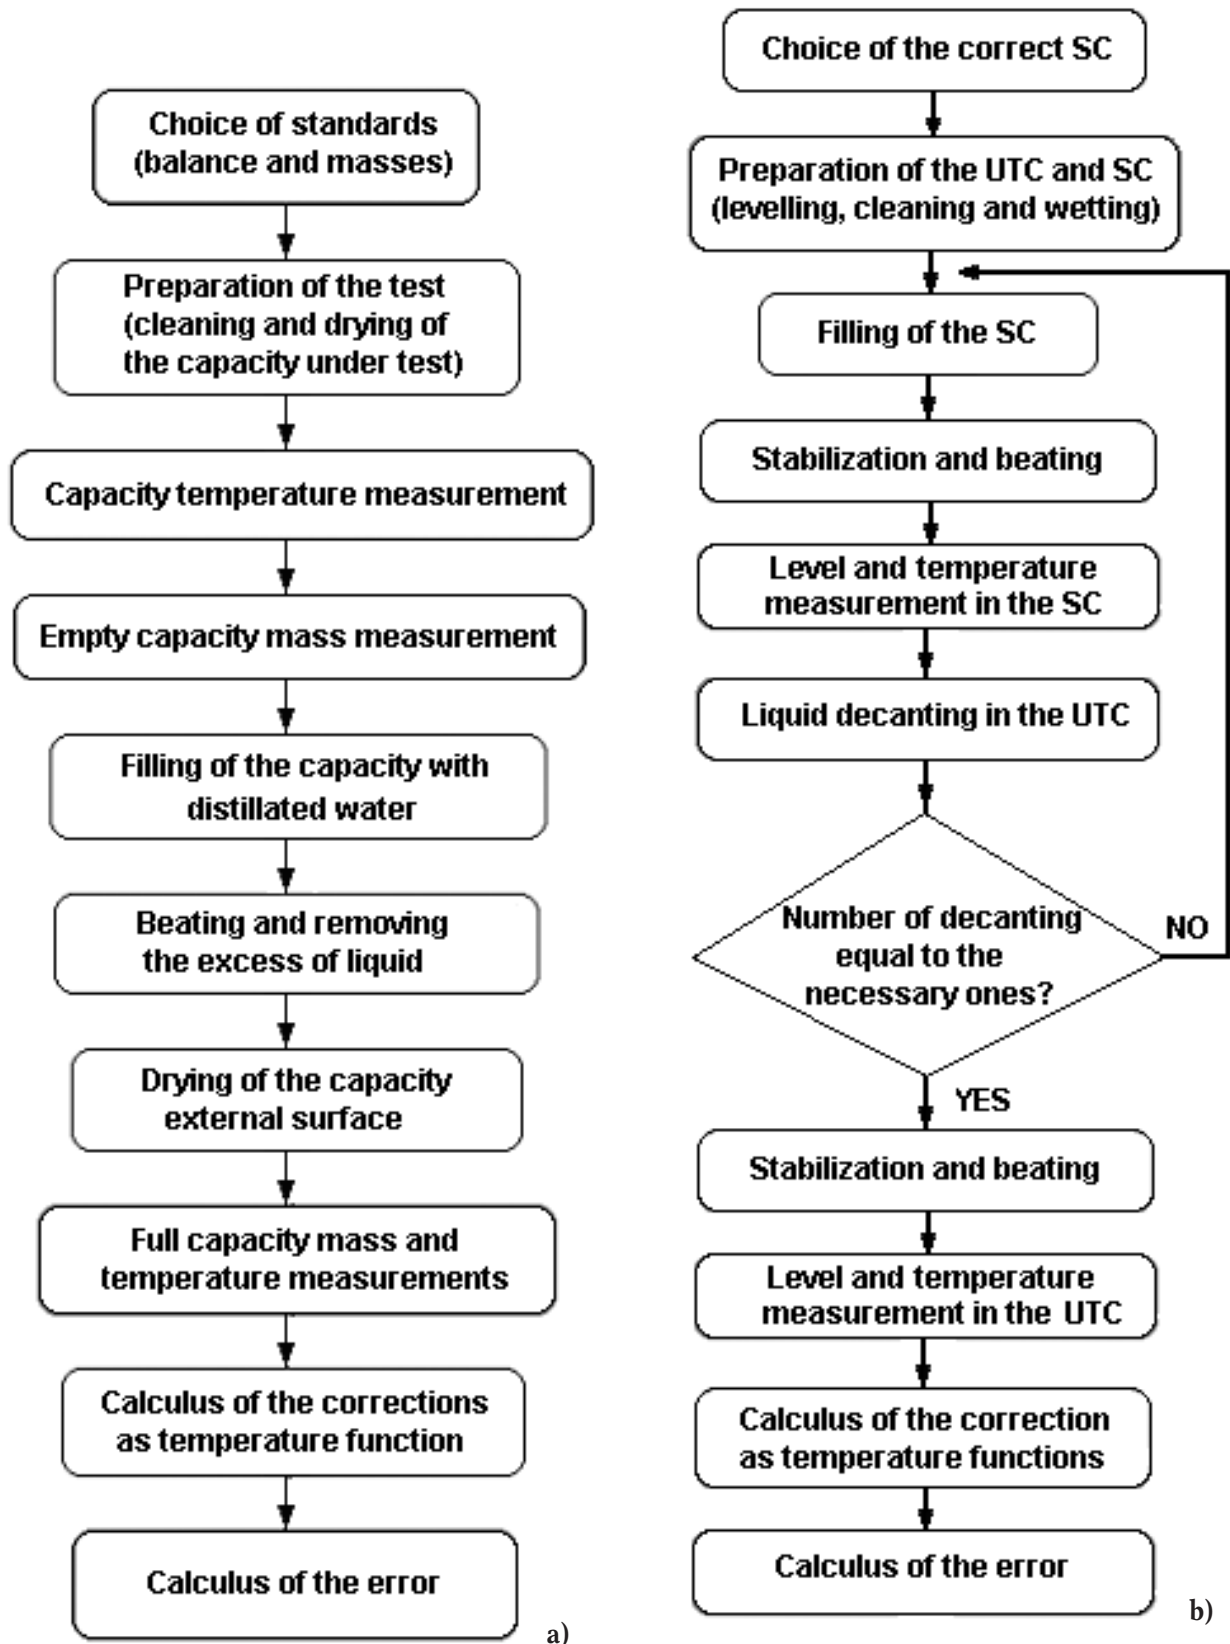 Choice of standards
(balance and masses)
Preparation of the test
(cleaning and drying of
the capacity under test)
Capacity temperature measurement
Empty capacity mass measurement
Filling of the capacity with
distillated water
Beating and removing
the excess of liquid
Drying of the capacity
external surface
Full capacity mass and
temperature measurements
Calculus of the corrections
as temperature function
Calculus of the error
a)
Choice of the correct SC
Preparation of the UTC and SC
(levelling, cleaning and wetting)
Filling of the SC
Stabilization and beating
Level and temperature
measurement in the SC
Liquid decanting in the UTC
Number of decanting
equal to the
necessary ones?
NO
YES
Stabilization and beating
Level and temperature
measurement in the UTC
Calculus of the correction
as temperature functions
Calculus of the error
b)